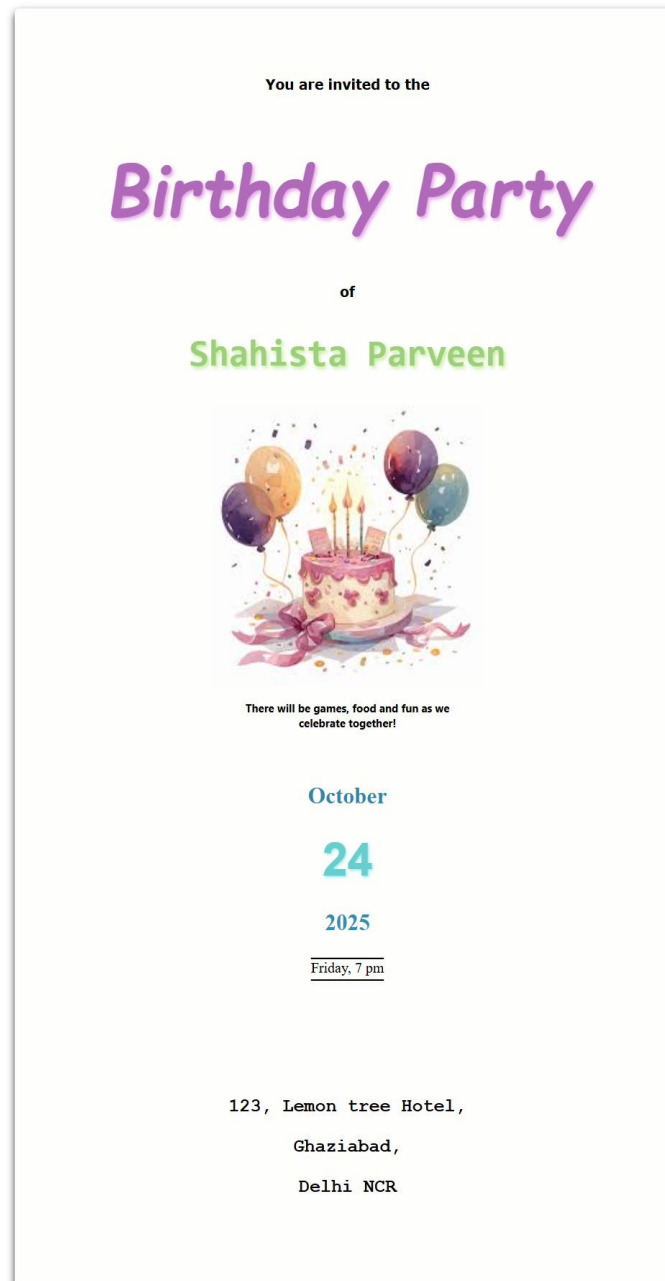 You are invited to the
Birthday Party
of
Shahista Parveen
There will be games, food and fun as we
celebrate together!
October
24
2025
Friday, 7 pm
123, Lemon tree Hotel,
Ghaziabad,
Delhi NCR